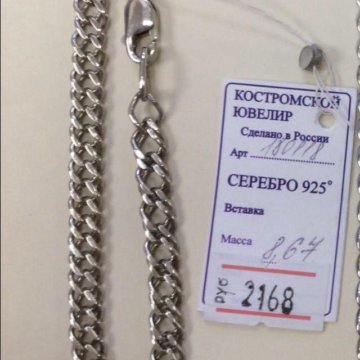 КОСТРОМСКОЙ
ЮВЕЛИР
Сделано в России
Арт
СЕРЕБРО 925°
Вставка
Масса 8,67
руб 2168